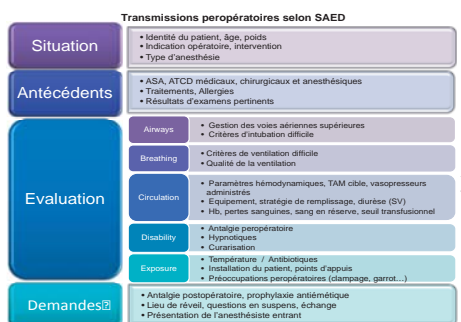 Transmissions peropératoires selon SAED
Situation
• Identité du patient, âge, poids
• Indication opératoire, intervention
• Type d'anesthésie
Antécédents
• ASA, ATCD médicaux, chirurgicaux et anesthésiques
• Traitements, Allergies
• Résultats d'examens pertinents
Evaluation
Airways
• Gestion des voies aériennes supérieures
• Critères d'intubation difficile
Breathing
• Critères de ventilation difficile
• Qualité de la ventilation
Circulation
• Paramètres hémodynamiques, TAM cible, vasopresseurs
administrés
• Equipement, stratégie de remplissage, diurèse (SV)
• Hb, pertes sanguines, sang en réserve, seuil transfusionnel
Disability
• Antalgie peropératoire
• Hypnotiques
• Curarisation
Exposure
• Température / Antibiotiques
• Installation du patient, points d'appuis
• Préoccupations peropératoires (clampage, garrot…)
Demandes
• Antalgie postopératoire, prophylaxie antiémétique
• Lieu de réveil, questions en suspens, échange
• Présentation de l'anesthésiste entrant